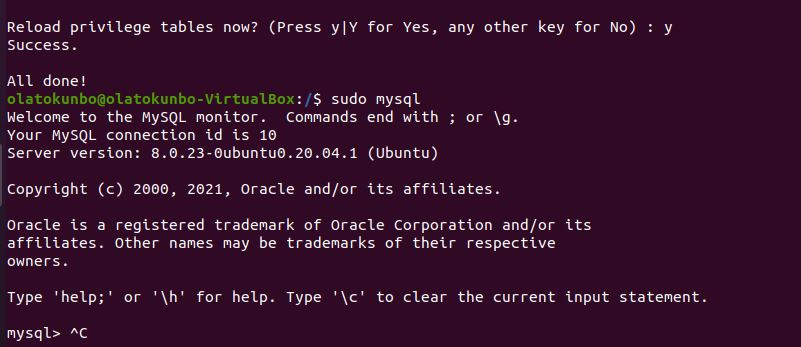 Reload privilege tables now? (Press y|Y for Yes, any other key for No) : y
Success.
All done!
olatokunbo@olatokunbo-VirtualBox:/$ sudo mysql
Welcome to the MySQL monitor.  Commands end with ; or \g.
Your MySQL connection id is 10
Server version: 8.0.23-0ubuntu0.20.04.1 (Ubuntu)
Copyright (c) 2000, 2021, Oracle and/or its affiliates.
Oracle is a registered trademark of Oracle Corporation and/or its
affiliates. Other names may be trademarks of their respective
owners.
Type 'help;' or '\h' for help. Type '\c' to clear the current input statement.
mysql> ^C